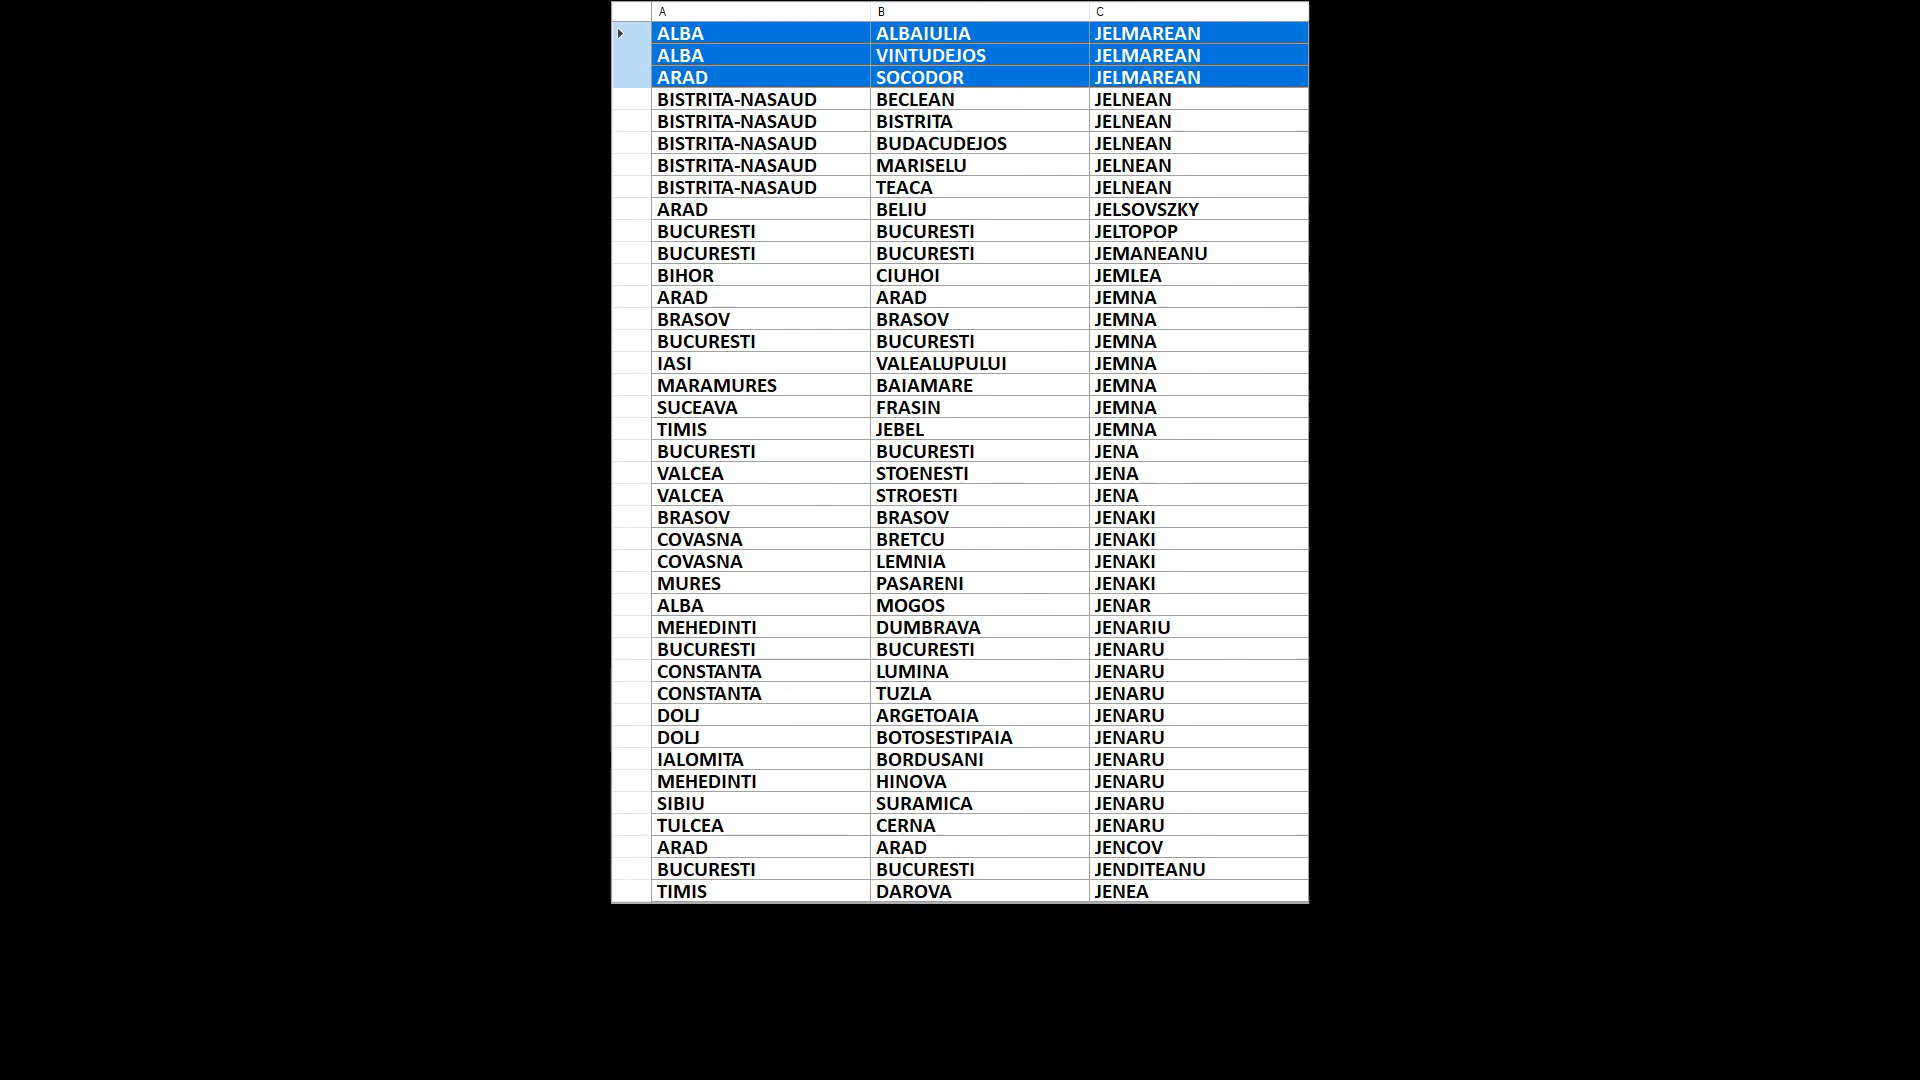 A B C
ALBA ALBAIULIA JELMAREAN
ALBA VINTUDEJOS JELMAREAN
ARAD SOCODOR JELMAREAN
BISTRITA-NASAUD BECLEAN JELNEAN
BISTRITA-NASAUD BISTRITA JELNEAN
BISTRITA-NASAUD BUDACUDEJOS JELNEAN
BISTRITA-NASAUD MARISELU JELNEAN
BISTRITA-NASAUD TEACA JELNEAN
ARAD BELIU JELSOVSZKY
BUCURESTI BUCURESTI JELTOPOP
BUCURESTI BUCURESTI JEMANEANU
BIHOR CIUHOI JEMLEA
ARAD ARAD JEMNA
BRASOV BRASOV JEMNA
BUCURESTI BUCURESTI JEMNA
IASI VALEALUPULUI JEMNA
MARAMURES BAIAMARE JEMNA
SUCEAVA FRASIN JEMNA
TIMIS JEBEL JEMNA
BUCURESTI BUCURESTI JENA
VALCEA STOENESTI JENA
VALCEA STROESTI JENA
BRASOV BRASOV JENAKI
COVASNA BRETCU JENAKI
COVASNA LEMNIA JENAKI
MURES PASARENI JENAKI
ALBA MOGOS JENAR
MEHEDINTI DUMBRAVA JENARIU
BUCURESTI BUCURESTI JENARU
CONSTANTA LUMINA JENARU
CONSTANTA TUZLA JENARU
DOLJ ARGETOAIA JENARU
DOLJ BOTOSESTIPAIA JENARU
IALOMITA BORDUSANI JENARU
MEHEDINTI HINOVA JENARU
SIBIU SURAMICA JENARU
TULCEA CERNA JENARU
ARAD ARAD JENCOV
BUCURESTI BUCURESTI JENDITEANU
TIMIS DAROVA JENEA